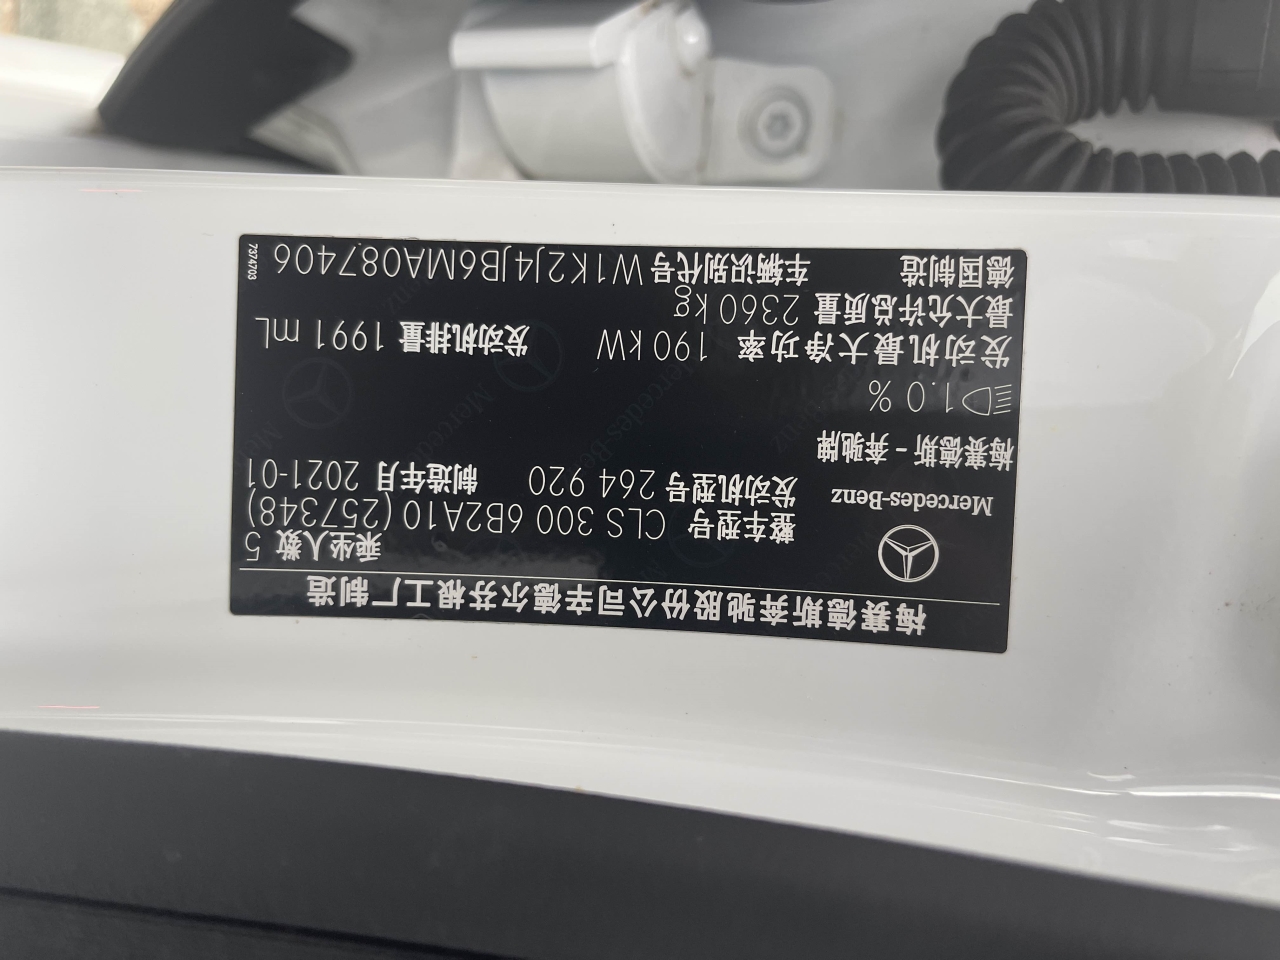 梅赛德斯奔驰股份公司辛德尔芬根工厂制造
乘坐人数 5
整车型号 CLS 300 6B2A10 (257348)
Mercedes-Benz
发动机型号 264 920 制造年月 2021-01
梅赛德斯-奔驰牌
1.0 %
发动机最大净功率 190 kW 发动机排量 1991 mL
最大允许总质量 2360 kg
德国制造 车辆识别代号 W1K2J4JB6MA087406
7374703